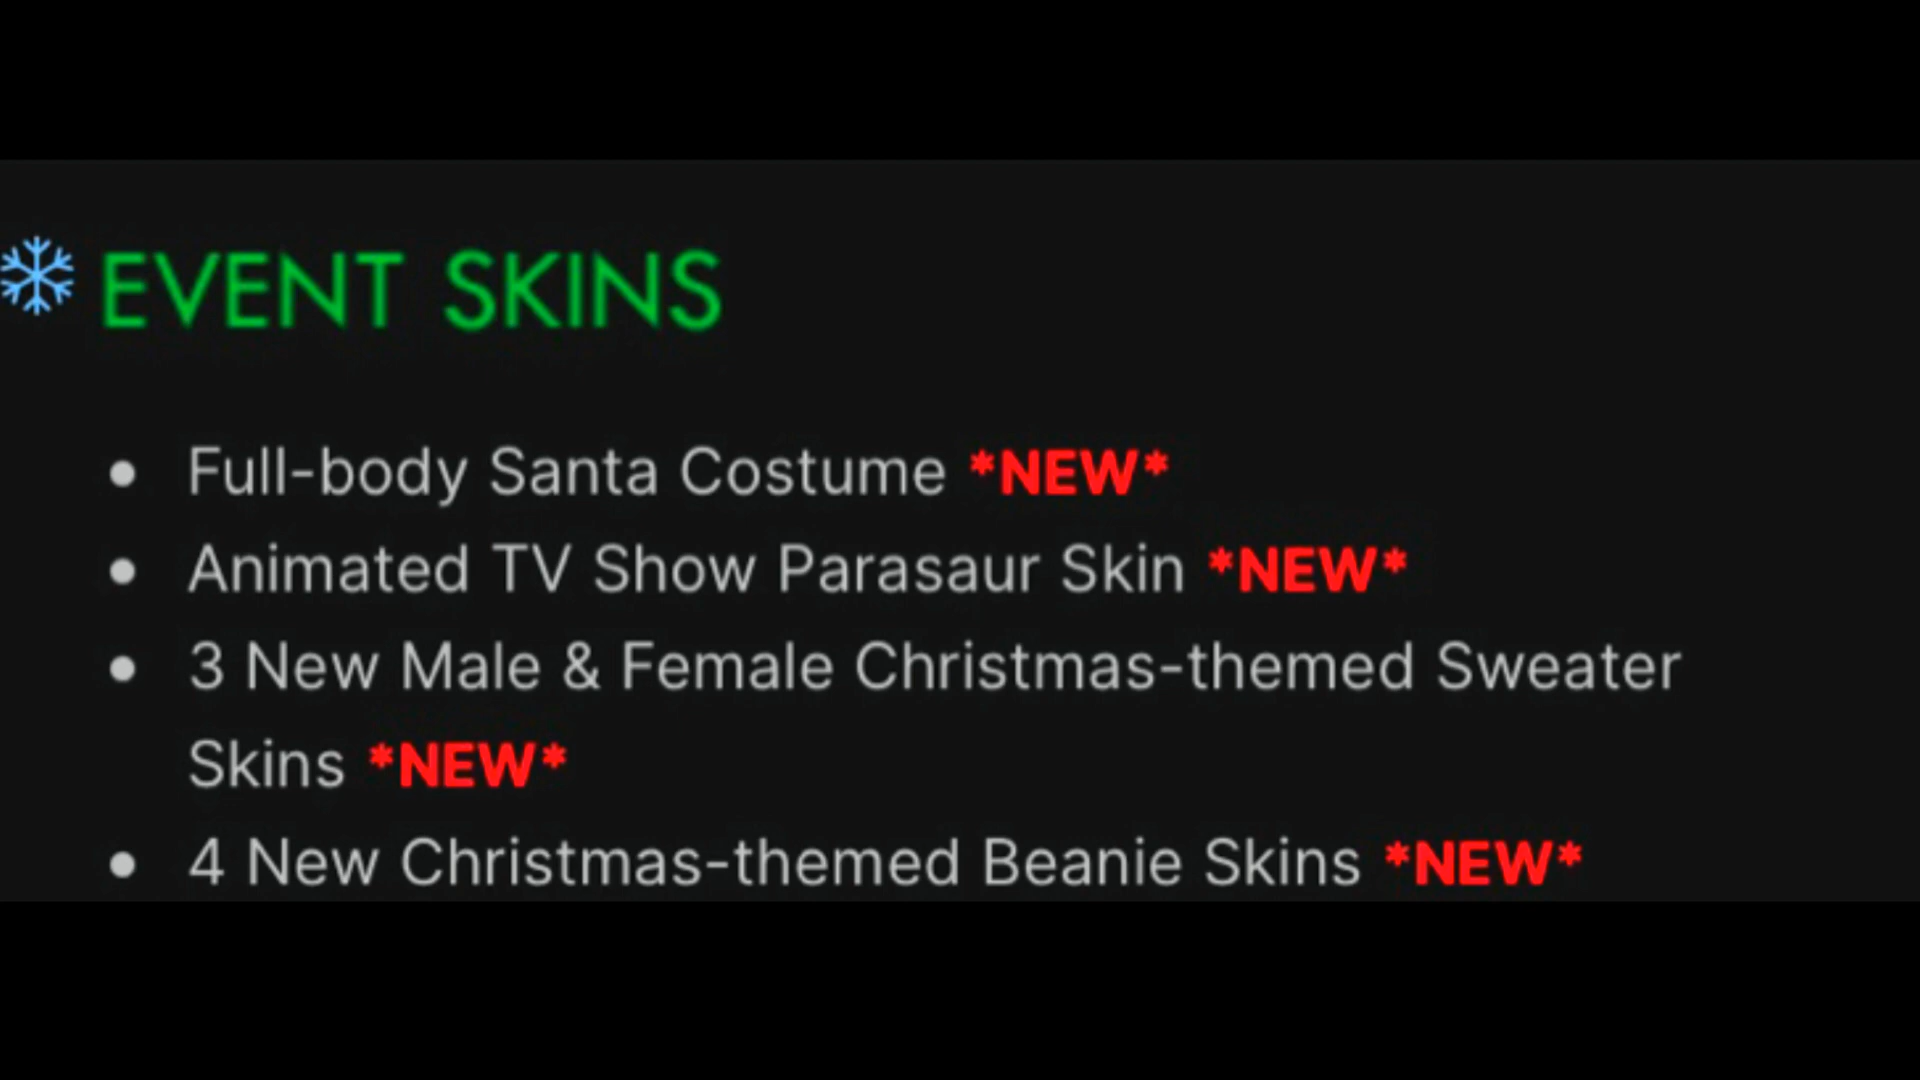 ❄ EVENT SKINS
• Full-body Santa Costume *NEW*
• Animated TV Show Parasaur Skin *NEW*
• 3 New Male & Female Christmas-themed Sweater
Skins *NEW*
• 4 New Christmas-themed Beanie Skins *NEW*